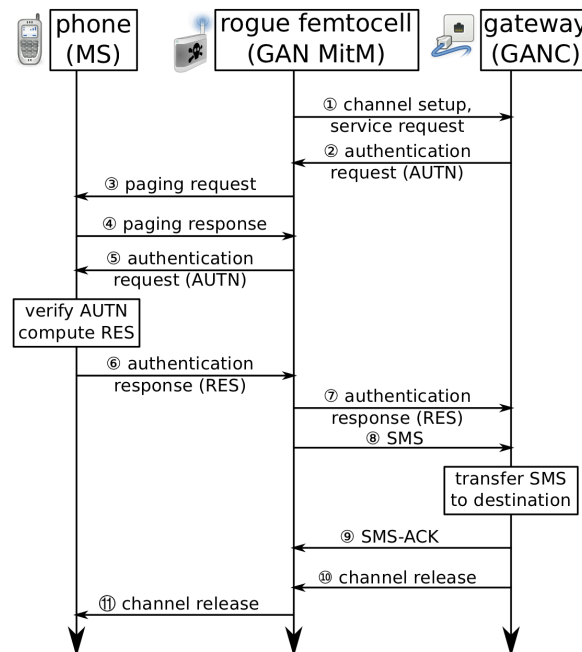 phone
(MS)
rogue femtocell
(GAN MitM)
gateway
(GANC)
① channel setup,
service request
② authentication
request (AUTN)
③ paging request
④ paging response
⑤ authentication
request (AUTN)
verify AUTN
compute RES
⑥ authentication
response (RES)
⑦ authentication
response (RES)
⑧ SMS
transfer SMS
to destination
⑨ SMS-ACK
⑩ channel release
⑪ channel release